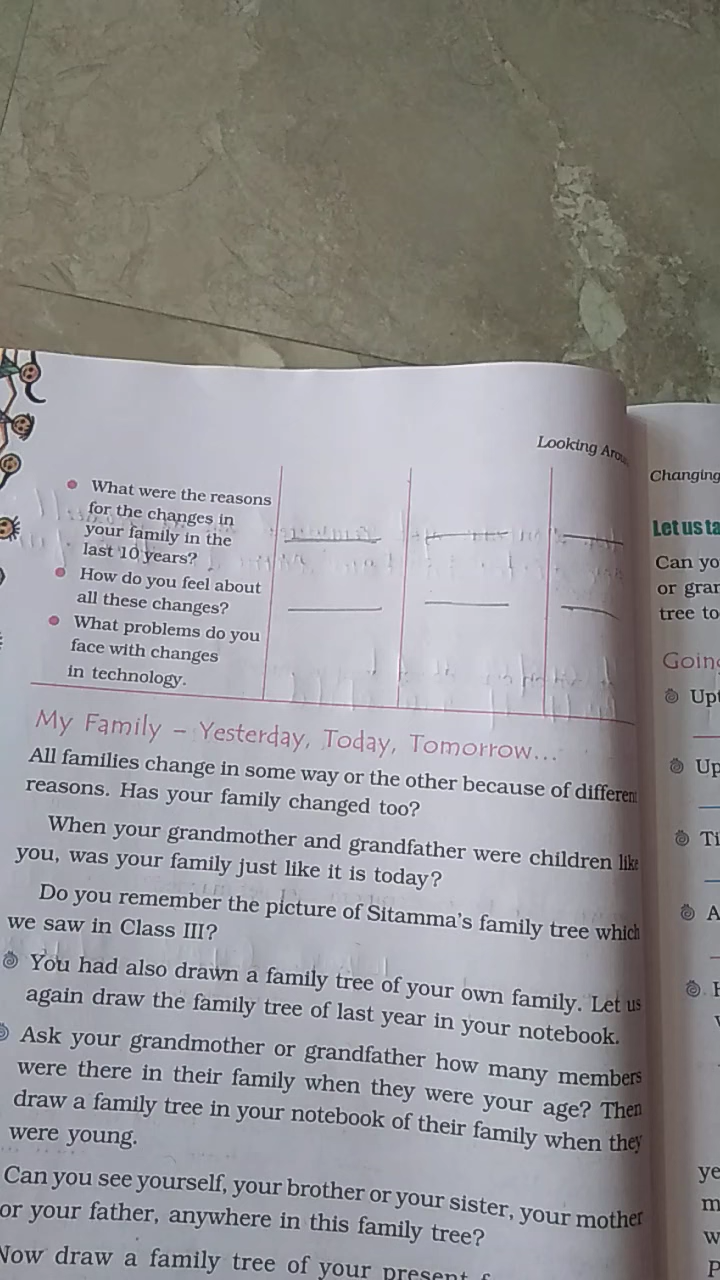 Looking
What were the reasons
for the changes in
your family in the
last 10 years?
How do you feel about
all these changes?
What problems do you
face with changes
in technology.
My Family – Yesterday, Today, Tomorrow...
All families change in some way or the other because of different
reasons. Has your family changed too?
When your grandmother and grandfather were children like
you, was your family just like it is today?
Do you remember the picture of Sitamma's family tree which
we saw in Class III?
You had also drawn a family tree of your own family. Let us
again draw the family tree of last year in your notebook.
Ask your grandmother or grandfather how many members
were there in their family when they were your age? Then
draw a family tree in your notebook of their family when they
were young.
Can you see yourself, your brother or your sister, your mother
or your father, anywhere in this family tree?
Now draw a family tree of your present
Changing
Let us ta
Can yo
or gran
tree to
Going
Upt
Up
Ti
A
ye
m
w